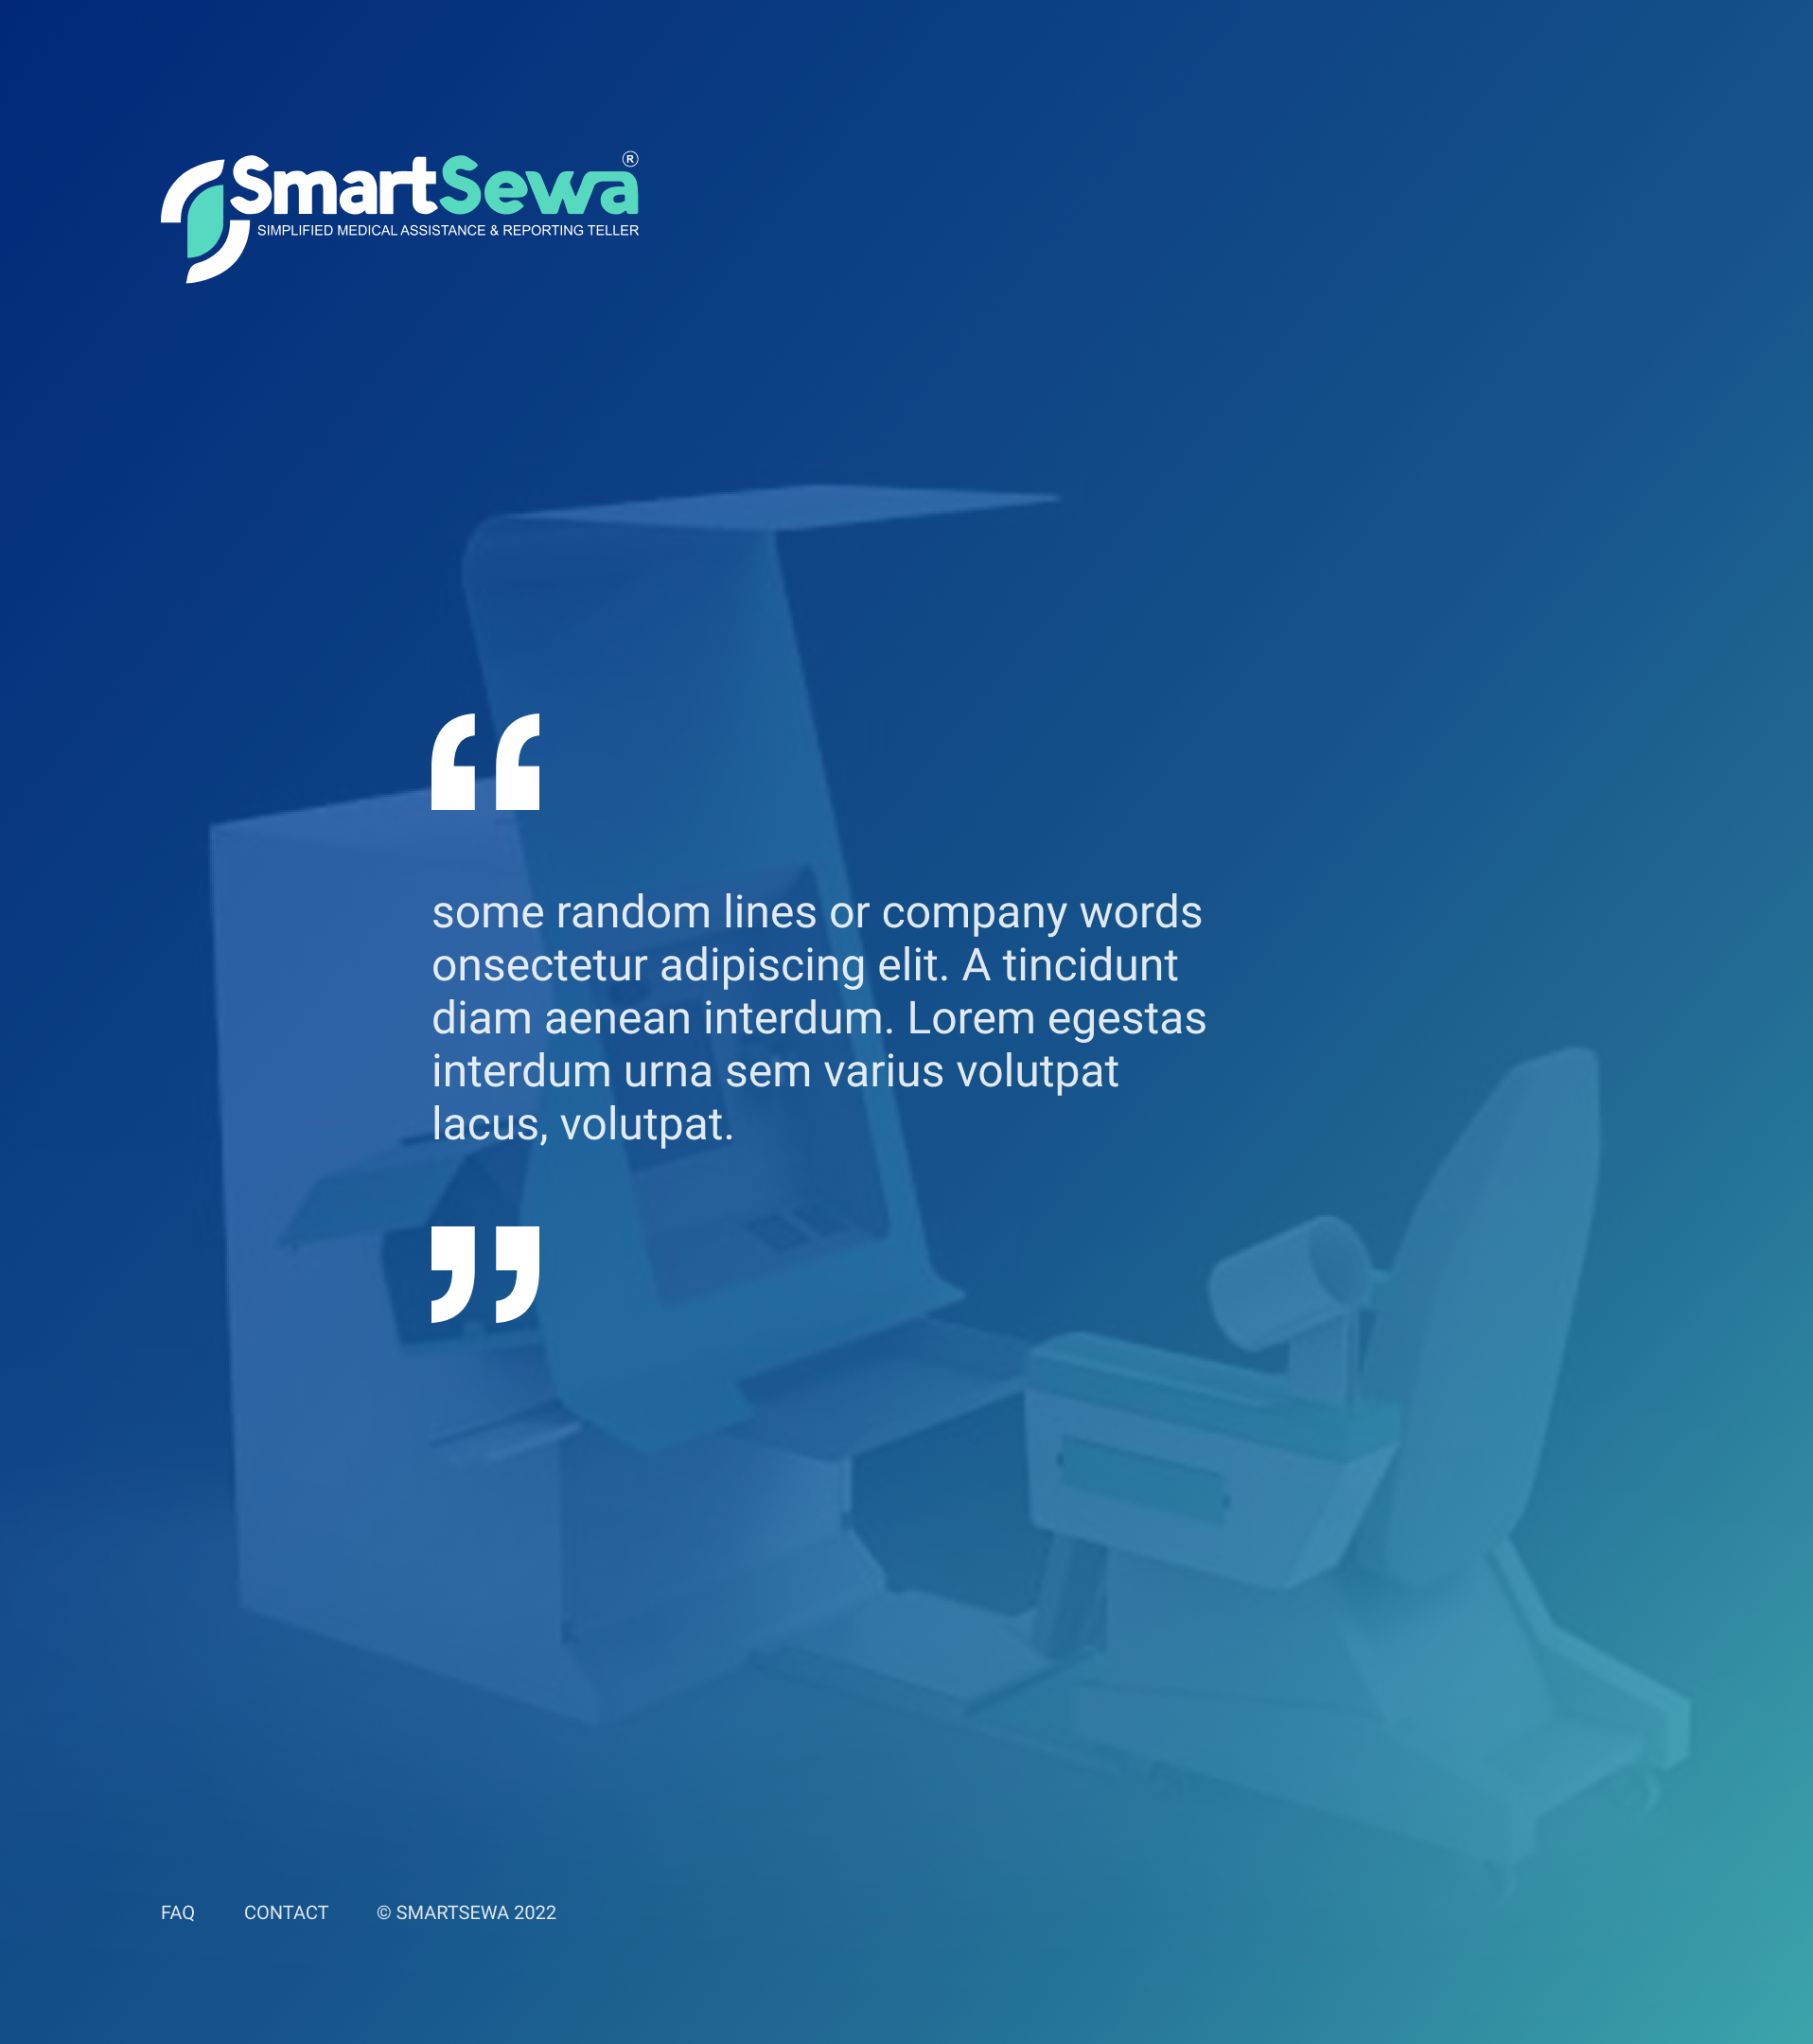 SmartSewa®
SIMPLIFIED MEDICAL ASSISTANCE & REPORTING TELLER
“
some random lines or company words
onsectetur adipiscing elit. A tincidunt
diam aenean interdum. Lorem egestas
interdum urna sem varius volutpat
lacus, volutpat.
”
FAQ CONTACT © SMARTSEWA 2022